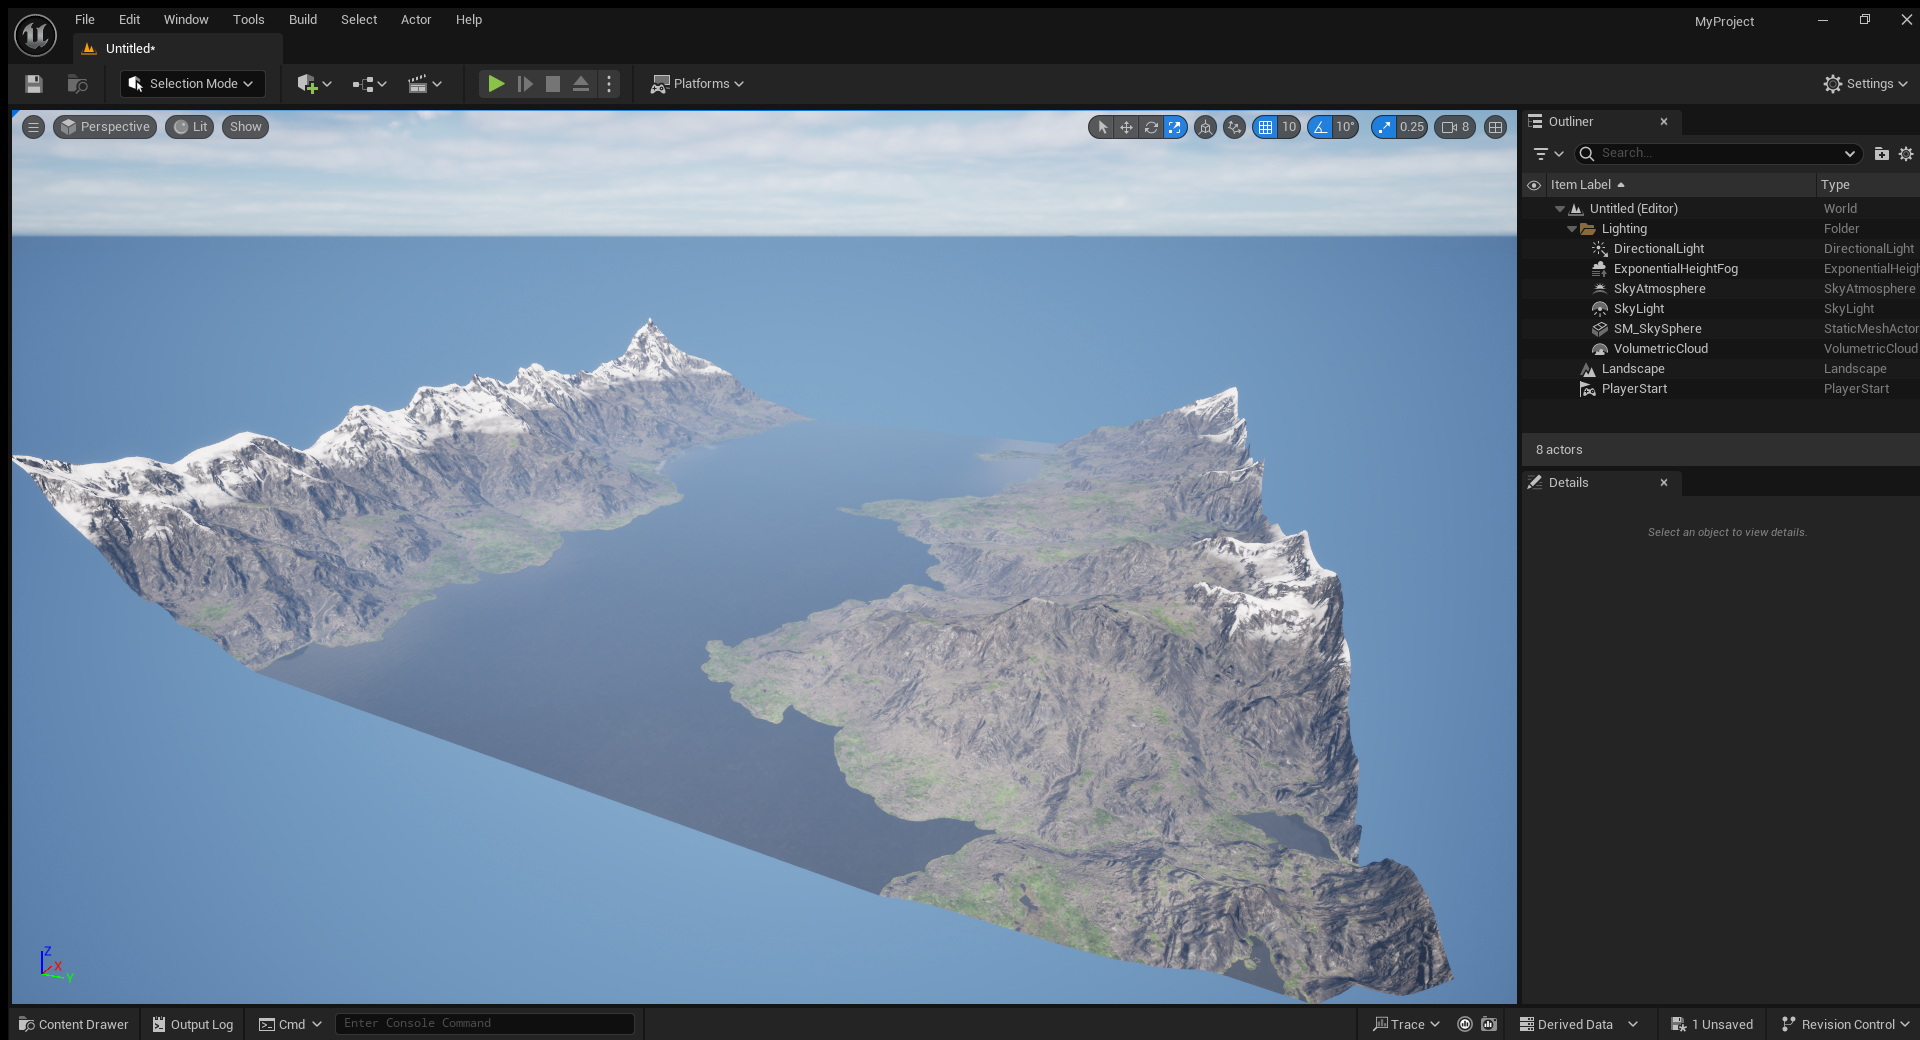 File Edit Window Tools Build Select Actor Help
MyProject
Untitled*
Selection Mode
Platforms
Settings
Perspective Lit Show
10 10° 0.25 8
Outliner
Search...
Item Label Type
Untitled (Editor) World
Lighting Folder
DirectionalLight DirectionalLight
ExponentialHeightFog ExponentialHeigh
SkyAtmosphere SkyAtmosphere
SkyLight SkyLight
SM_SkySphere StaticMeshActor
VolumetricCloud VolumetricCloud
Landscape Landscape
PlayerStart PlayerStart
8 actors
Details
Select an object to view details.
Z
X
Y
Content Drawer Output Log Cmd Enter Console Command Trace Derived Data 1 Unsaved Revision Control